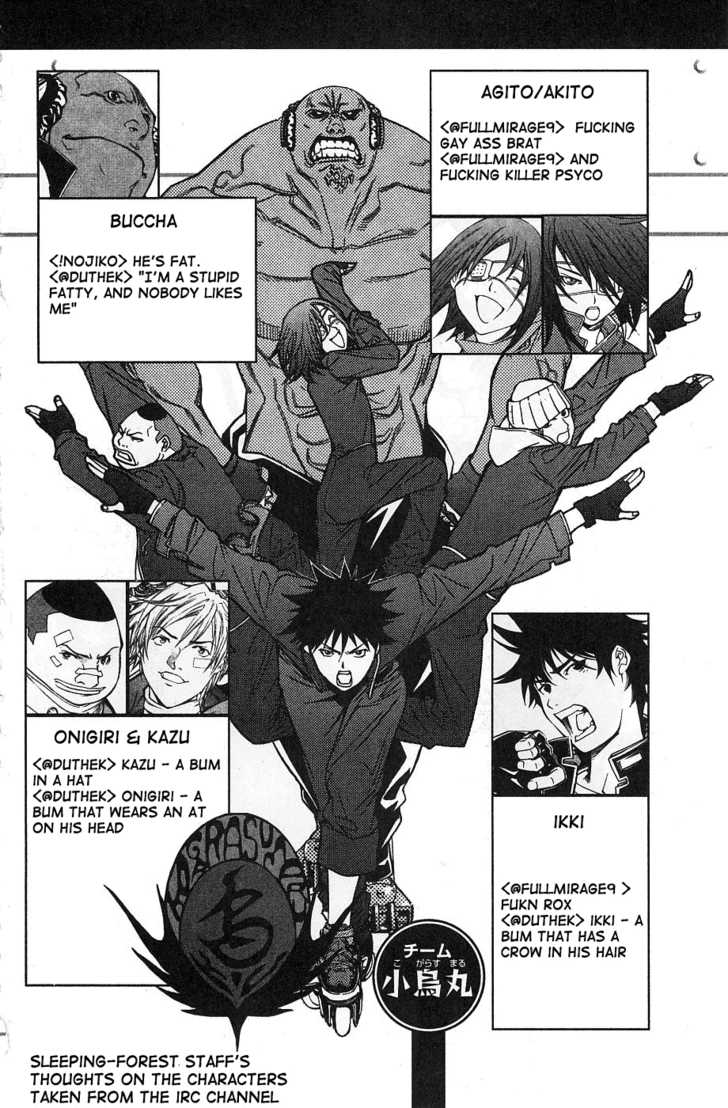 AGITO/AKITO
<@FULLMIRAGE9> FUCKING
GAY ASS BRAT
<@FULLMIRAGE9> AND
FUCKING KILLER PSYCO
BUCCHA
<!NOJIKO> HE'S FAT.
<@DUTHEK> "I'M A STUPID
FATTY, AND NOBODY LIKES
ME"
ONIGIRI & KAZU
<@DUTHEK> KAZU - A BUM
IN A HAT
<@DUTHEK> ONIGIRI - A
BUM THAT WEARS AN AT
ON HIS HEAD
IKKI
<@FULLMIRAGE9 >
FUKN ROX
<@DUTHEK> IKKI - A
BUM THAT HAS A
CROW IN HIS HAIR
チーム
こ がらす まる
小烏丸
SLEEPING-FOREST STAFF'S
THOUGHTS ON THE CHARACTERS
TAKEN FROM THE IRC CHANNEL